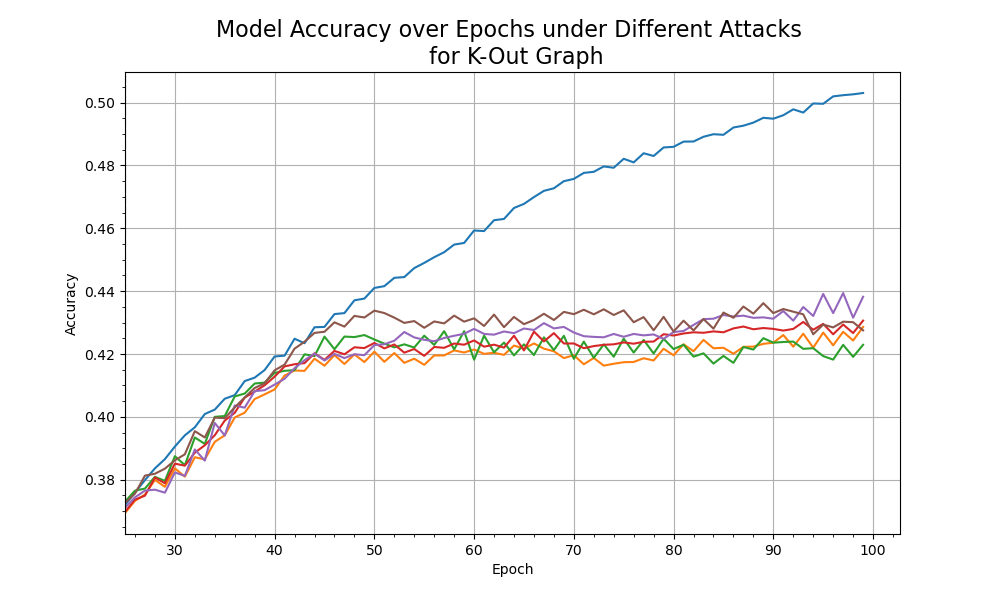 Model Accuracy over Epochs under Different Attacks
for K-Out Graph
0.50
0.48
0.46
0.44
0.42
0.40
0.38
Accuracy
30 40 50 60 70 80 90 100
Epoch